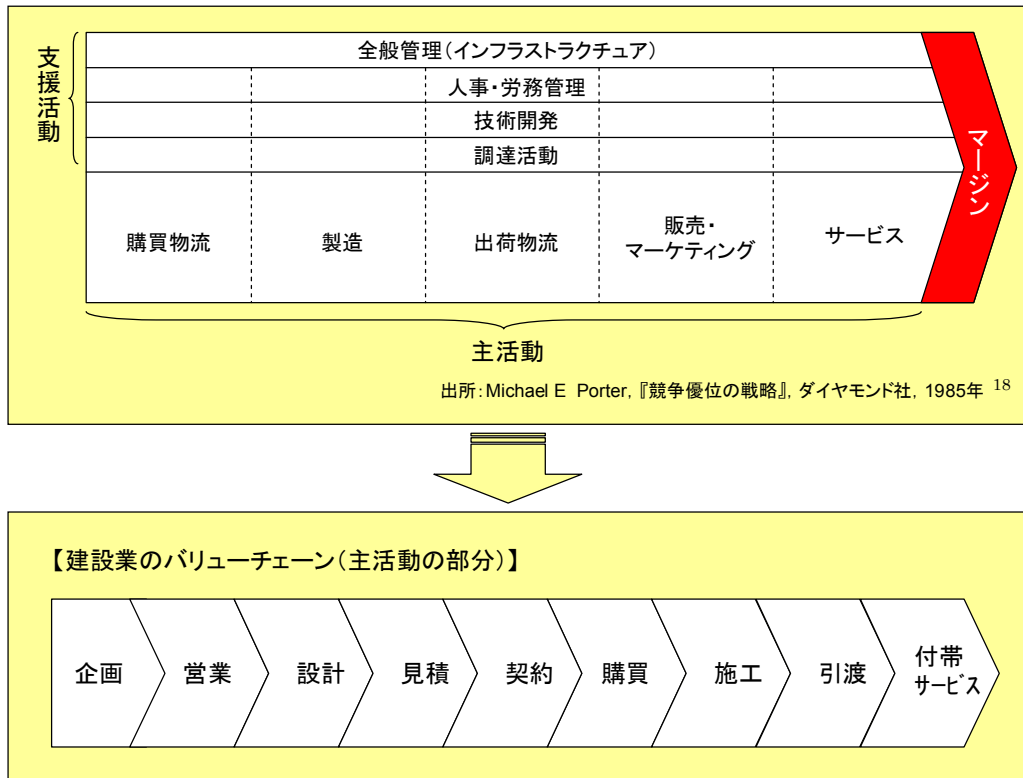 支援活動
全般管理(インフラストラクチュア)
人事・労務管理
技術開発
調達活動
購買物流
製造
出荷物流
販売・
マーケティング
サービス
マージン
主活動
出所:Michael E Porter,『競争優位の戦略』, ダイヤモンド社, 1985年 18
【建設業のバリューチェーン(主活動の部分)】
企画
営業
設計
見積
契約
購買
施工
引渡
付帯
サービス